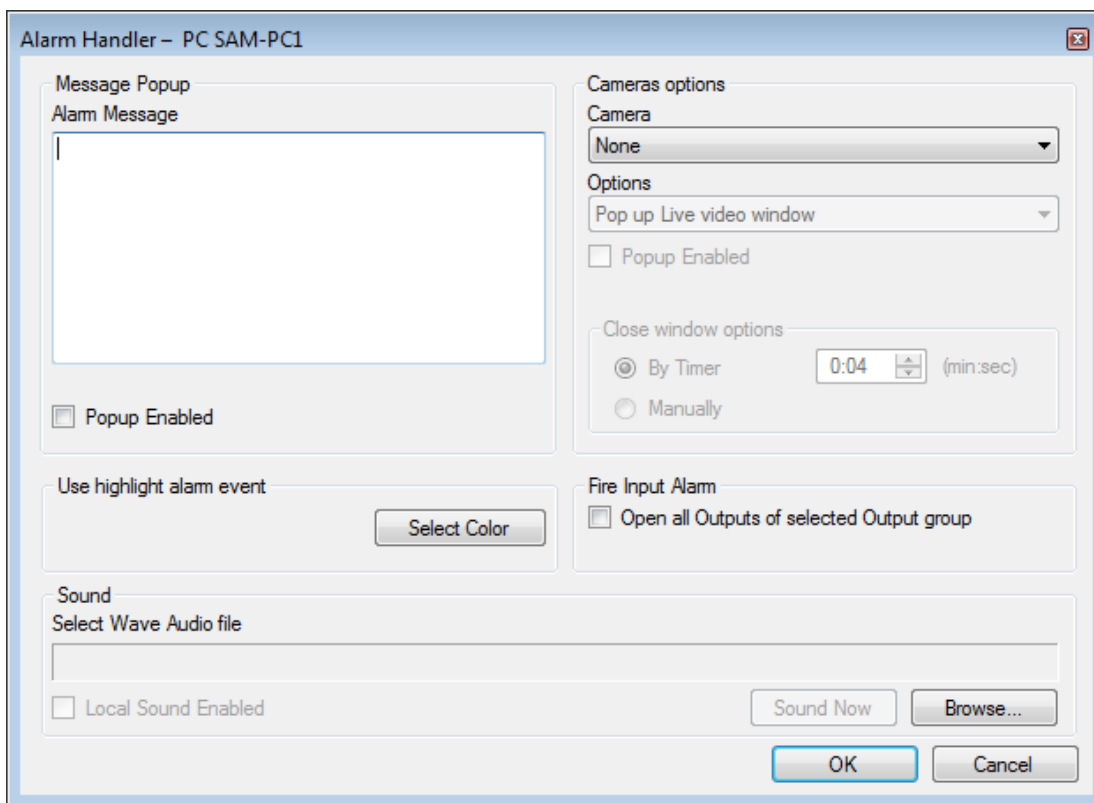 Alarm Handler – PC SAM-PC1
Message Popup
Alarm Message
Popup Enabled
Cameras options
Camera
None
Options
Pop up Live video window
Popup Enabled
Close window options
By Timer 0:04 (min:sec)
Manually
Use highlight alarm event
Select Color
Fire Input Alarm
Open all Outputs of selected Output group
Sound
Select Wave Audio file
Local Sound Enabled
Sound Now
Browse...
OK
Cancel